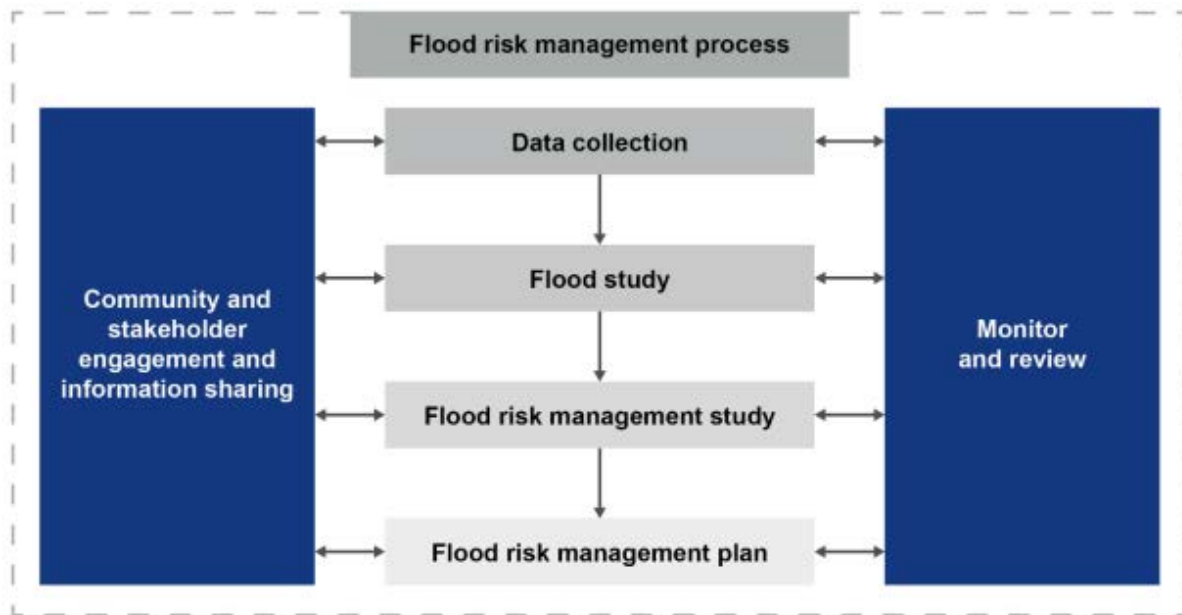 Flood risk management process
Data collection
Flood study
Community and
stakeholder
engagement and
information sharing
Monitor
and review
Flood risk management study
Flood risk management plan